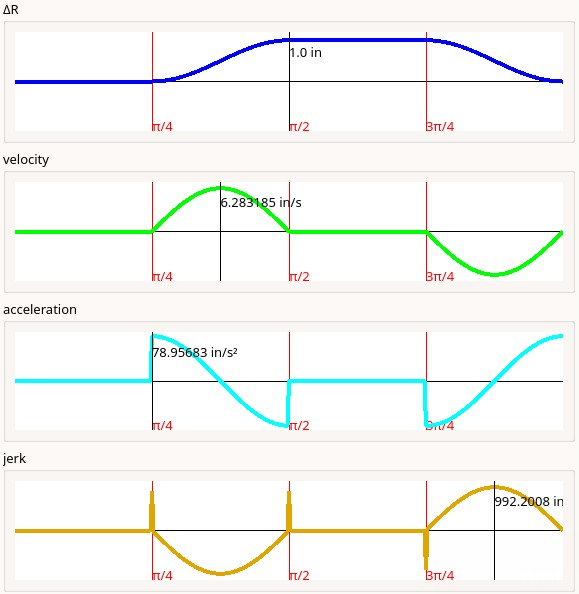 ΔR
1.0 in
π/4 π/2 3π/4
velocity
6.283185 in/s
π/4 π/2 3π/4
acceleration
78.95683 in/s²
π/4 π/2 3π/4
jerk
992.2008 in
π/4 π/2 3π/4